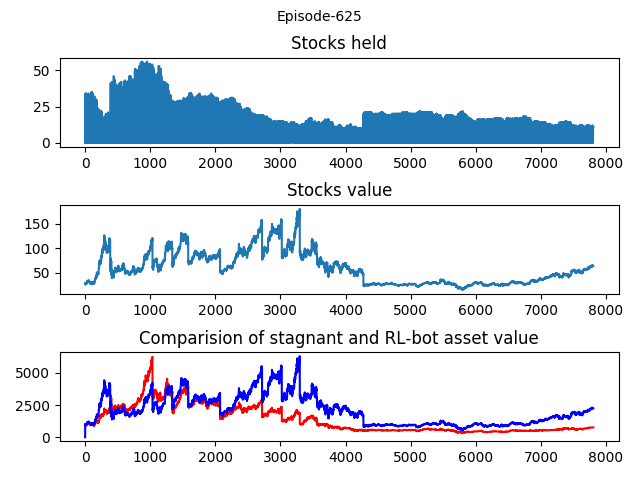 Episode-625
Stocks held
50
25
0
0 1000 2000 3000 4000 5000 6000 7000 8000
Stocks value
150
100
50
0 1000 2000 3000 4000 5000 6000 7000 8000
Comparision of stagnant and RL-bot asset value
5000
2500
0
0 1000 2000 3000 4000 5000 6000 7000 8000